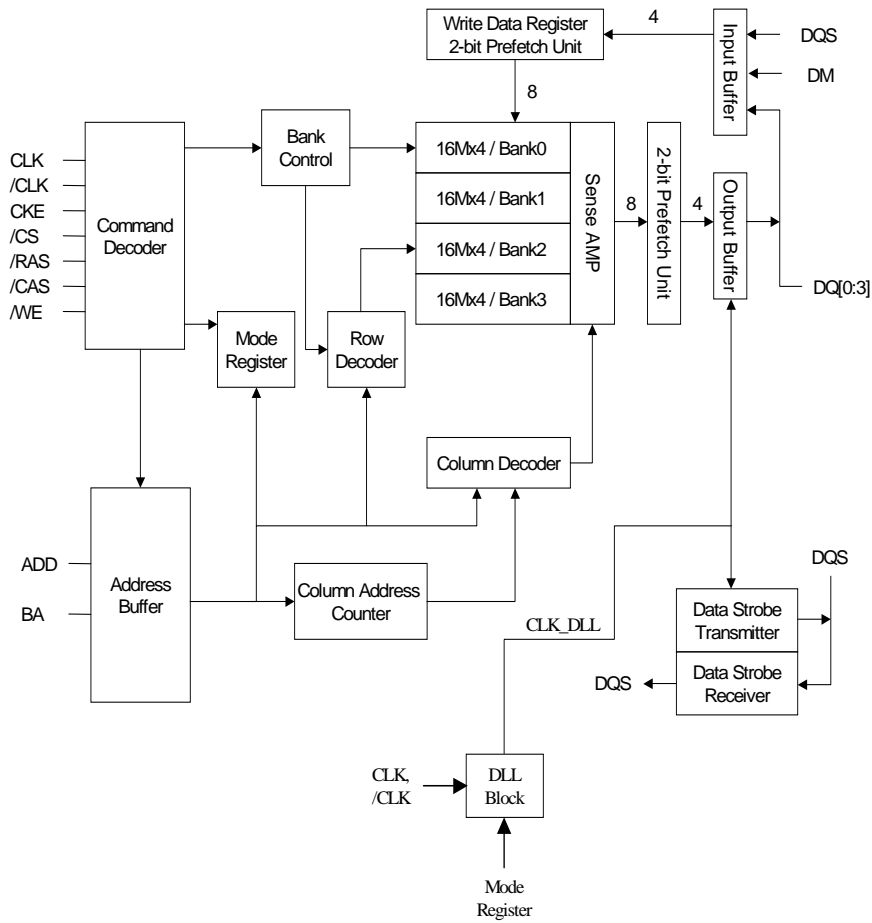 Write Data Register
2-bit Prefetch Unit
4
Input Buffer
DQS
DM
8
Bank
Control
16Mx4 / Bank0
16Mx4 / Bank1
16Mx4 / Bank2
16Mx4 / Bank3
Sense AMP
8
2-bit Prefetch Unit
4
Output Buffer
DQ[0:3]
CLK
/CLK
CKE
/CS
/RAS
/CAS
/WE
Command
Decoder
Mode
Register
Row
Decoder
Column Decoder
ADD
BA
Address
Buffer
Column Address
Counter
CLK_DLL
DQS
Data Strobe
Transmitter
Data Strobe
Receiver
DQS
CLK,
/CLK
DLL
Block
Mode
Register